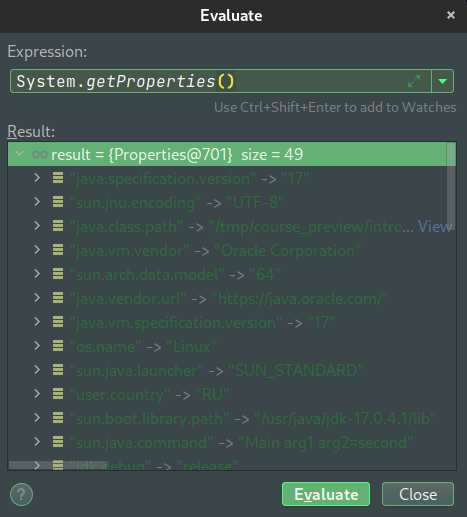 Evaluate ×
Expression:
System.getProperties()
Use Ctrl+Shift+Enter to add to Watches
Result:
result = {Properties@701} size = 49
"java.specification.version" -> "17"
"sun.jnu.encoding" -> "UTF-8"
"java.class.path" -> "/tmp/course_preview/intro... View
"java.vm.vendor" -> "Oracle Corporation"
"sun.arch.data.model" -> "64"
"java.vendor.url" -> "https://java.oracle.com/"
"java.vm.specification.version" -> "17"
"os.name" -> "Linux"
"sun.java.launcher" -> "SUN_STANDARD"
"user.country" -> "RU"
"sun.boot.library.path" -> "/usr/java/jdk-17.0.4.1/lib"
"sun.java.command" -> "Main arg1 arg2=second"
"jdk.debug" -> "release"
? Evaluate Close